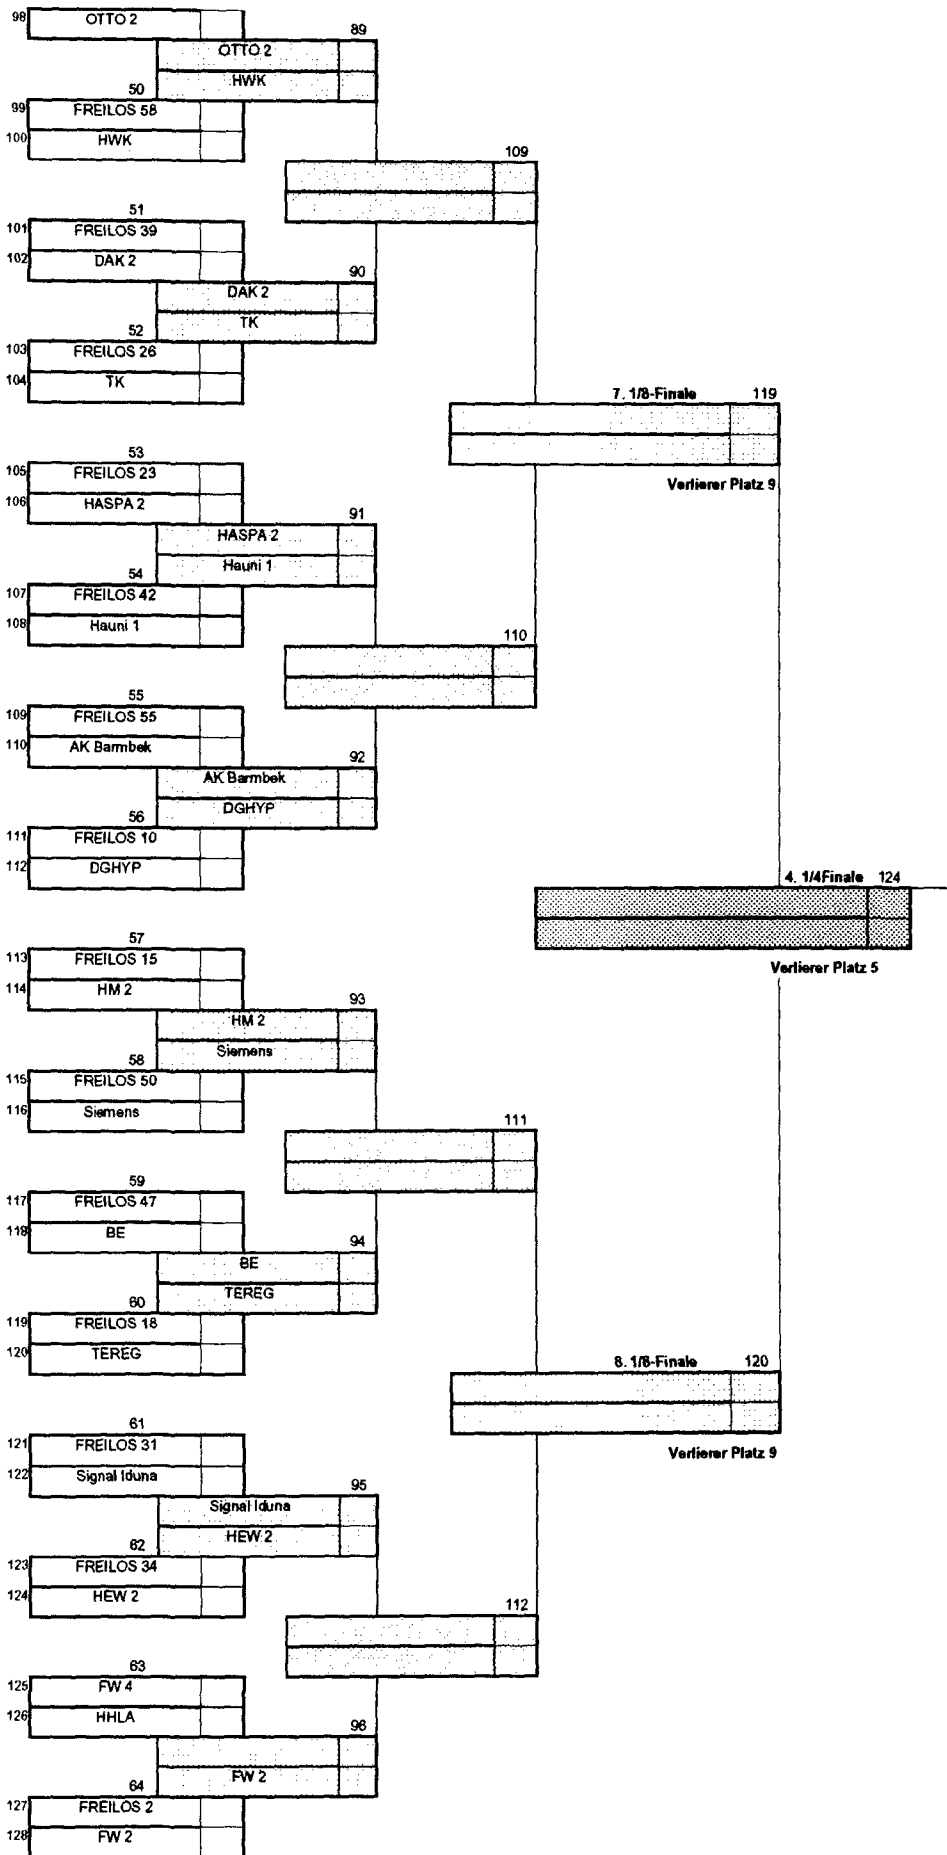 98 OTTO 2
89
OTTO 2
HWK
50
99 FREILOS 58
100 HWK
109
51
101 FREILOS 39
102 DAK 2
90
DAK 2
TK
52
103 FREILOS 26
104 TK
7. 1/8-Finale 119
Verlierer Platz 9
53
105 FREILOS 23
106 HASPA 2
91
HASPA 2
Hauni 1
54
107 FREILOS 42
108 Hauni 1
110
55
109 FREILOS 55
110 AK Barmbek
92
AK Barmbek
DGHYP
56
111 FREILOS 10
112 DGHYP
4. 1/4Finale 124
Verlierer Platz 5
57
113 FREILOS 15
114 HM 2
93
HM 2
Siemens
58
115 FREILOS 50
116 Siemens
111
59
117 FREILOS 47
118 BE
94
BE
TEREG
60
119 FREILOS 18
120 TEREG
8. 1/8-Finale 120
Verlierer Platz 9
61
121 FREILOS 31
122 Signal Iduna
95
Signal Iduna
HEW 2
62
123 FREILOS 34
124 HEW 2
112
63
125 FW 4
126 HHLA
96
FW 2
64
127 FREILOS 2
128 FW 2